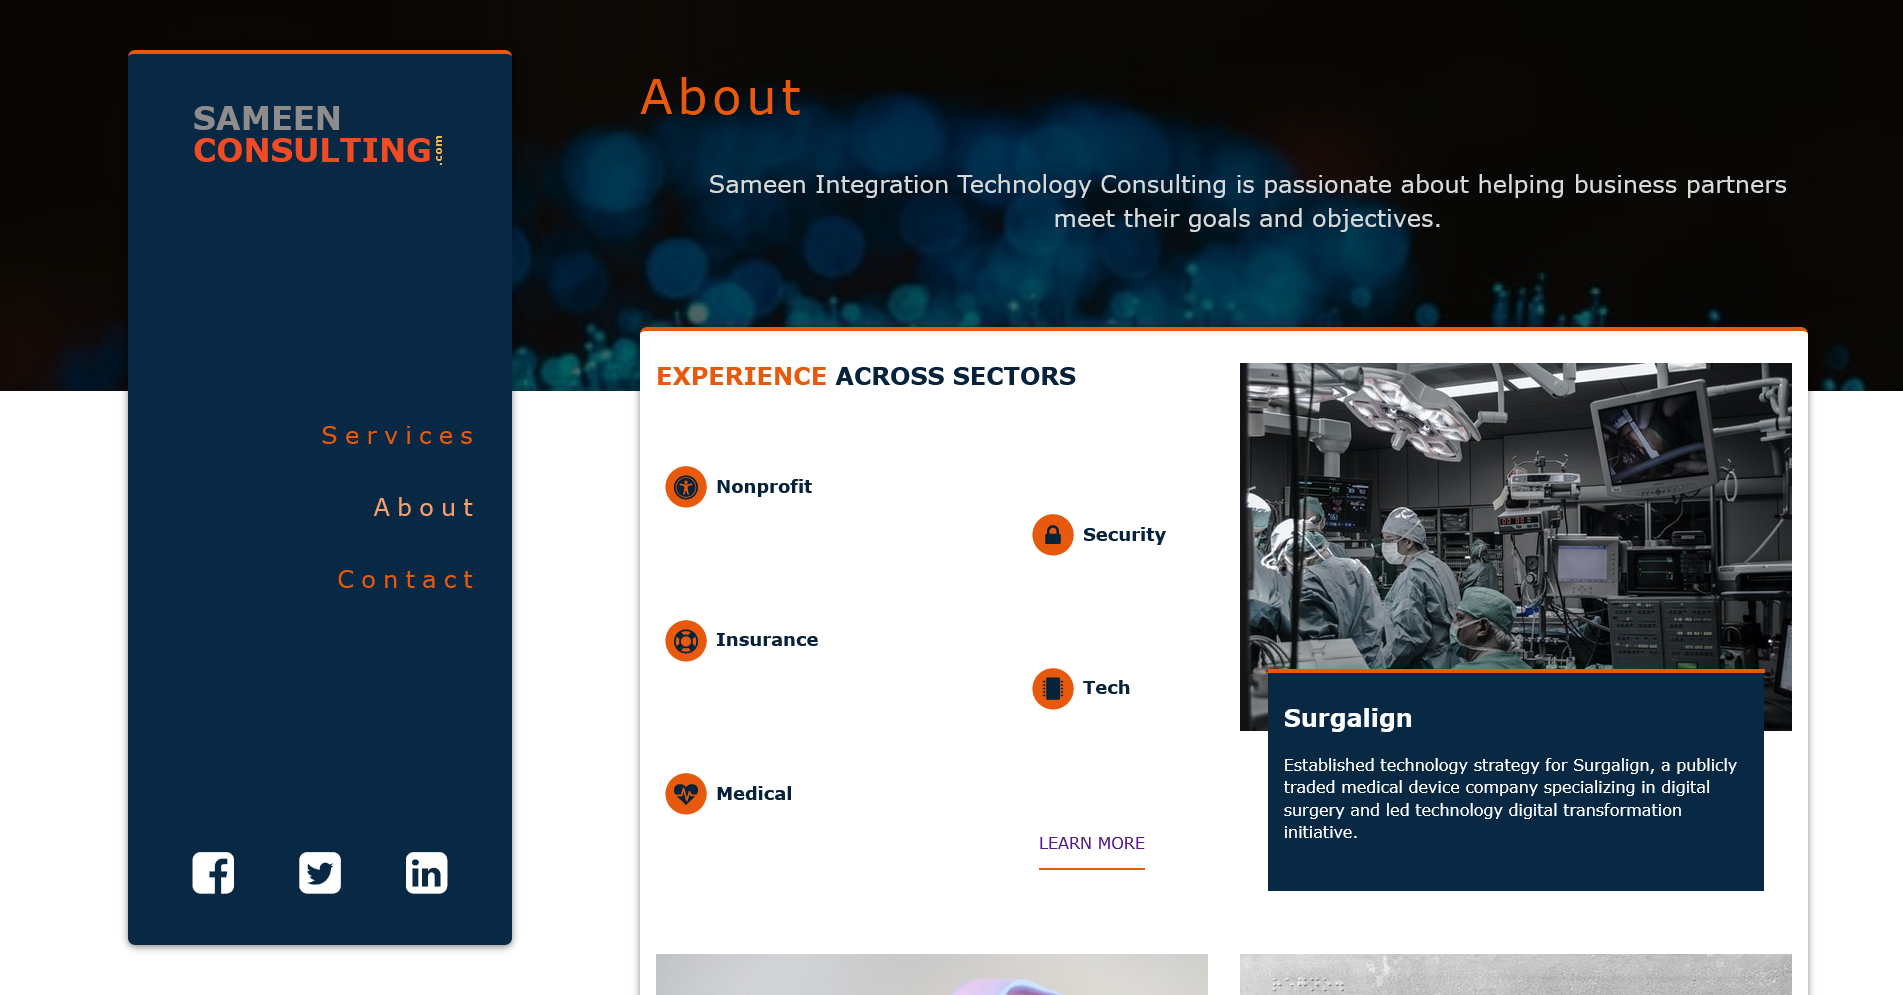 SAMEEN
CONSULTING
.com
Services
About
Contact
About
Sameen Integration Technology Consulting is passionate about helping business partners
meet their goals and objectives.
EXPERIENCE ACROSS SECTORS
Nonprofit
Security
Insurance
Tech
Medical
LEARN MORE
Surgalign
Established technology strategy for Surgalign, a publicly
traded medical device company specializing in digital
surgery and led technology digital transformation
initiative.